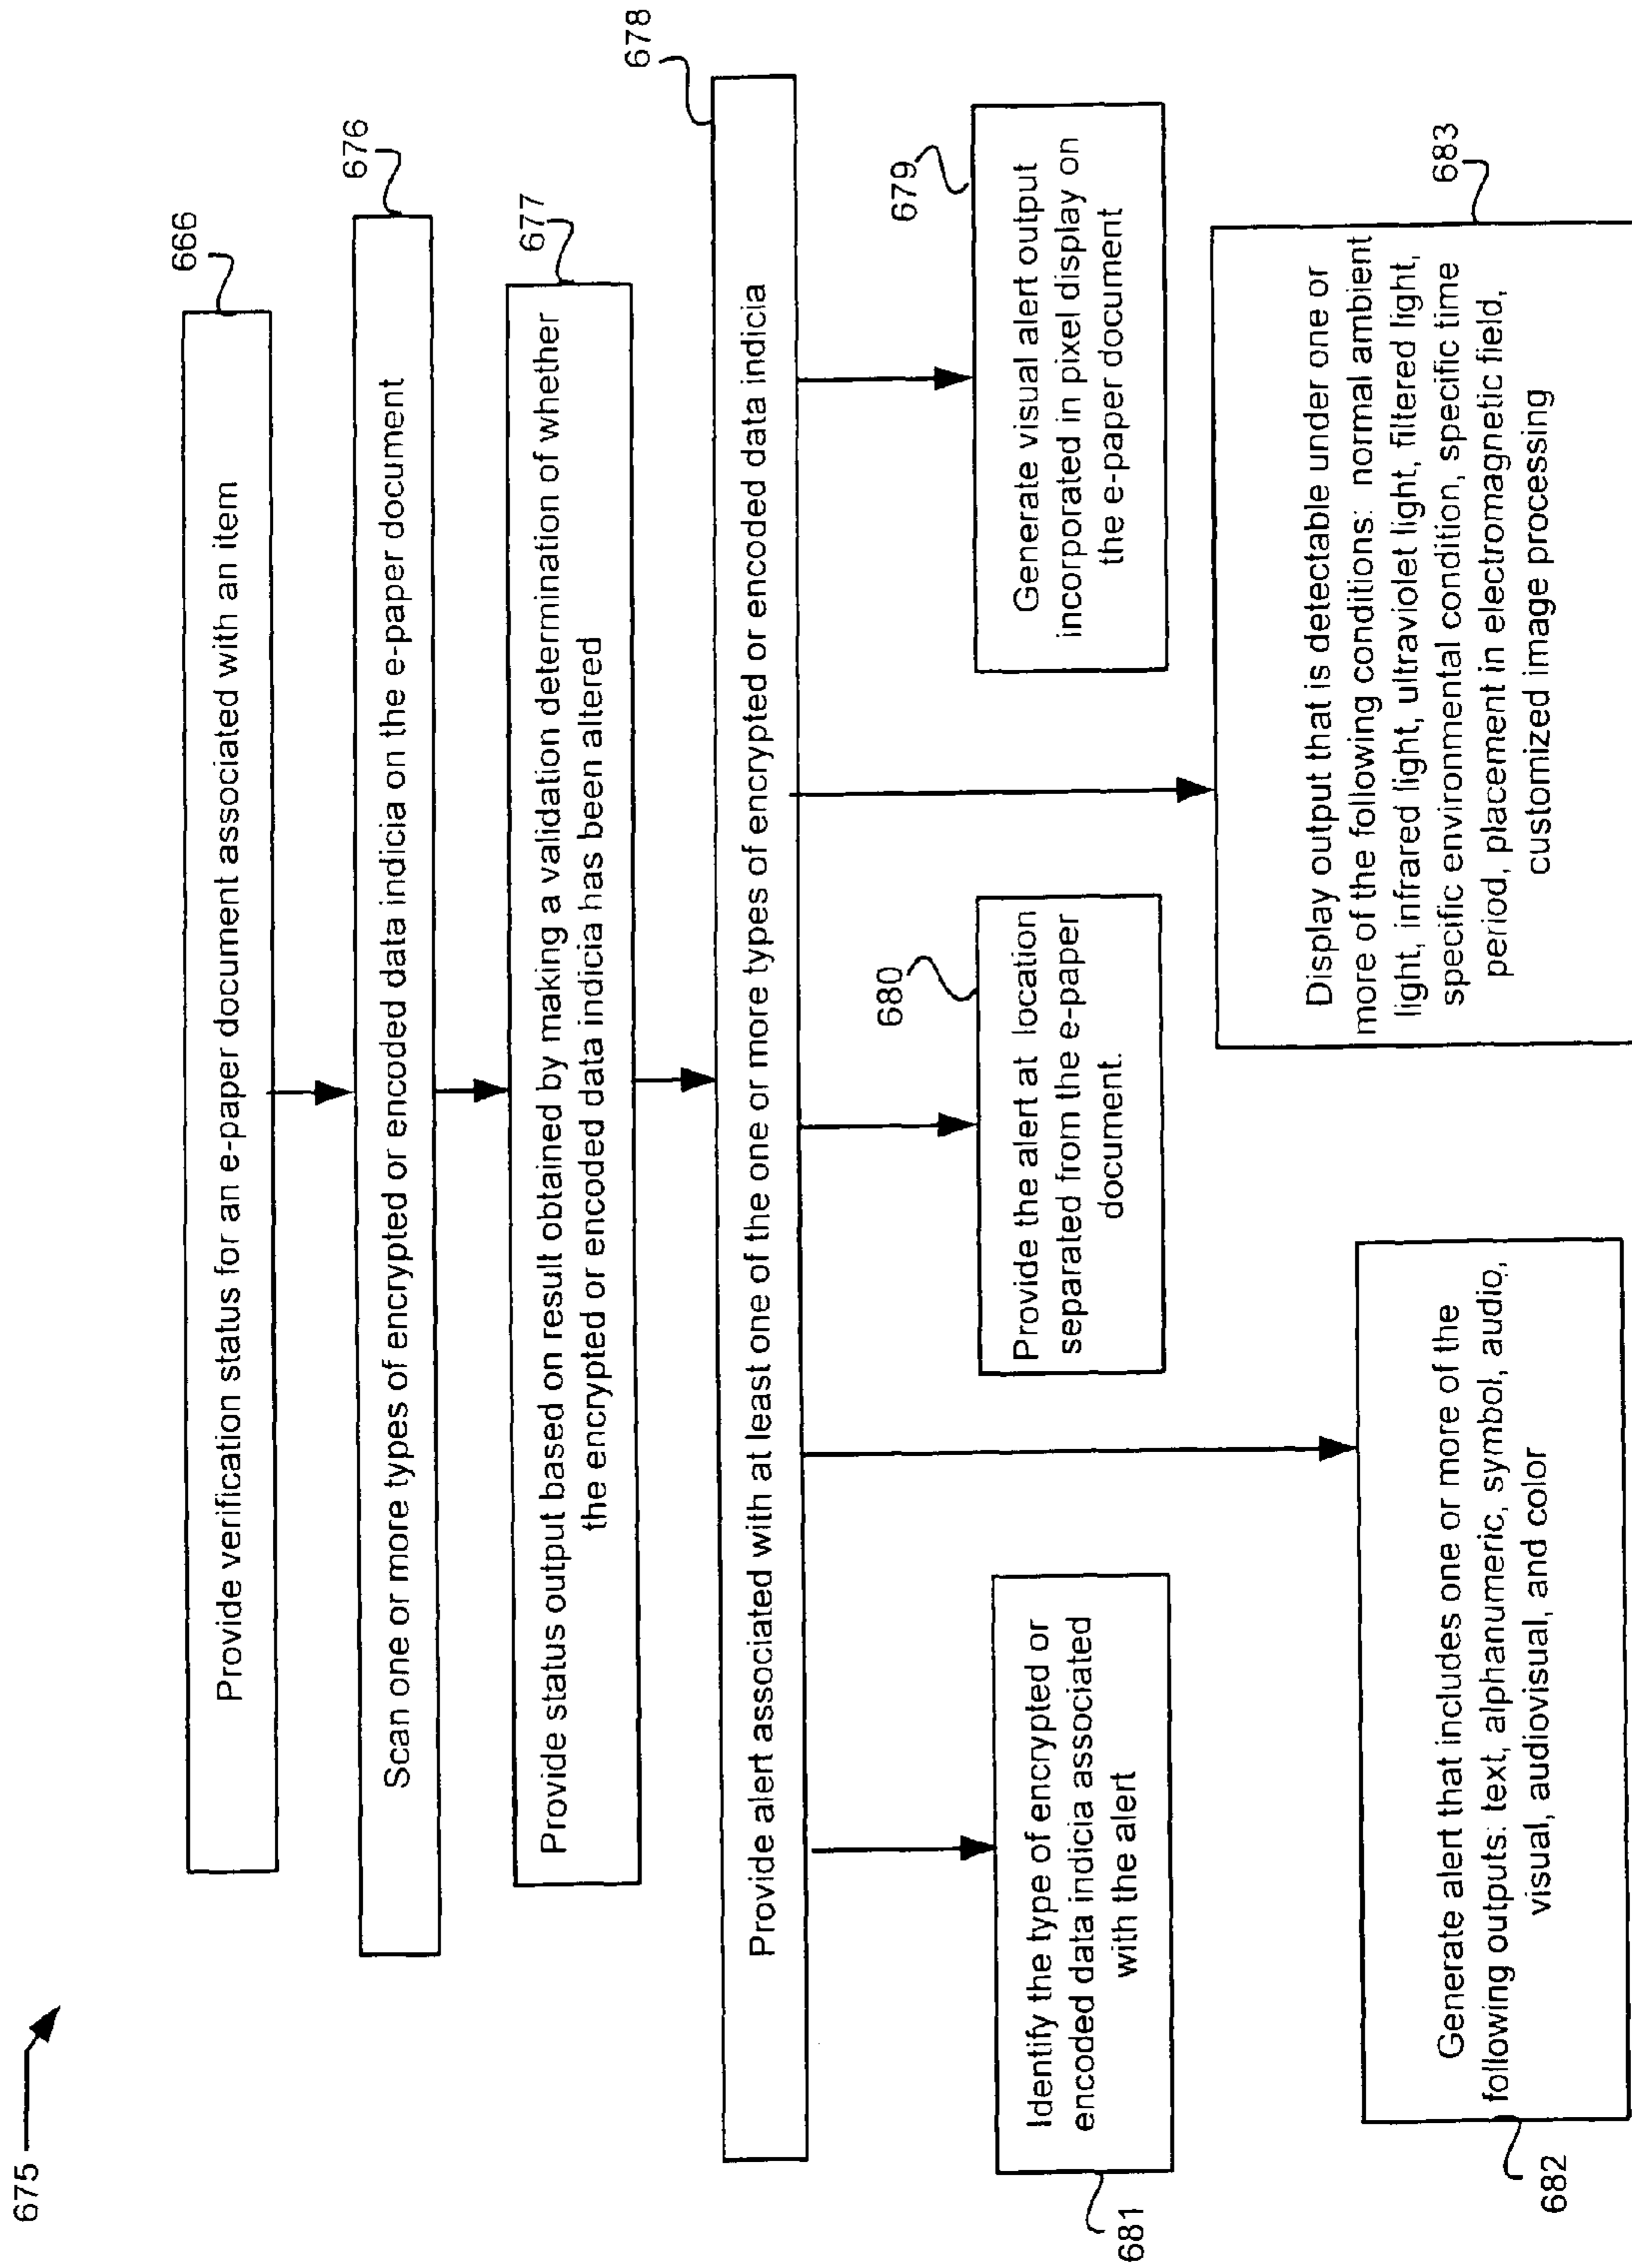 675
666
Provide verification status for an e-paper document associated with an item
676
Scan one or more types of encrypted or encoded data indicia on the e-paper document
677
Provide status output based on result obtained by making a validation determination of whether
the encrypted or encoded data indicia has been altered
678
Provide alert associated with at least one of the one or more types of encrypted or encoded data indicia
681
Identify the type of encrypted or
encoded data indicia associated
with the alert
680
Provide the alert at location
separated from the e-paper
document.
679
Generate visual alert output
incorporated in pixel display on
the e-paper document
682
Generate alert that includes one or more of the
following outputs: text, alphanumeric, symbol, audio,
visual, audiovisual, and color
683
Display output that is detectable under one or
more of the following conditions: normal ambient
light, infrared light, ultraviolet light, filtered light,
specific environmental condition, specific time
period, placement in electromagnetic field,
customized image processing